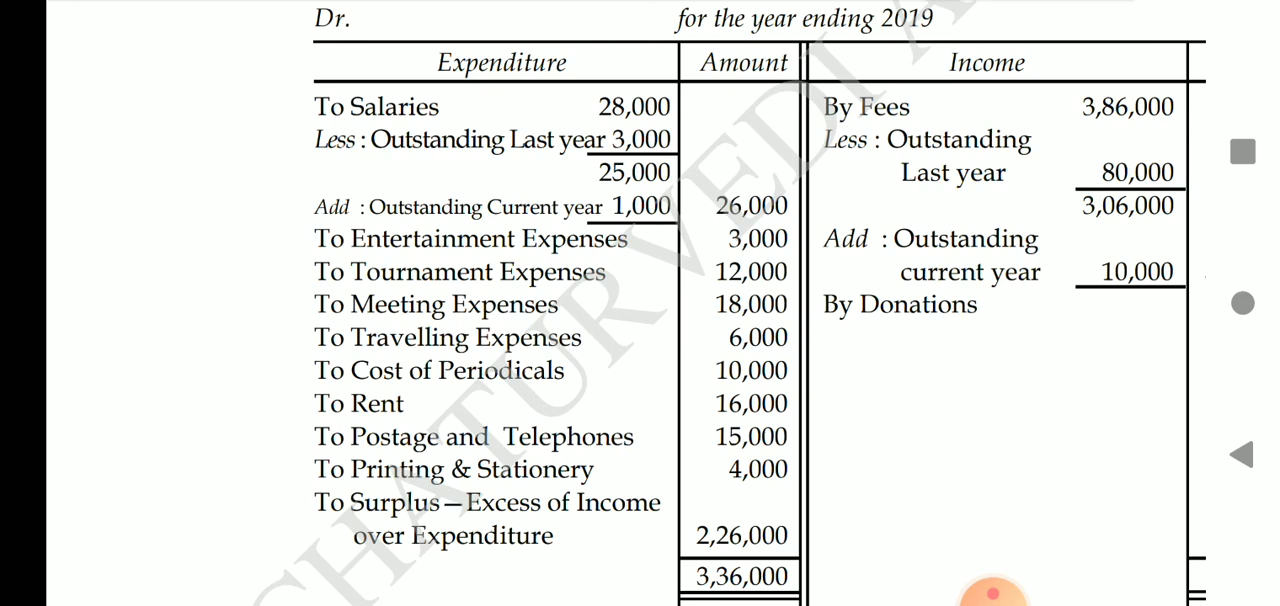 Dr. for the year ending 2019
Expenditure Amount Income
To Salaries 28,000 By Fees 3,86,000
Less : Outstanding Last year 3,000 Less : Outstanding
25,000 Last year 80,000
Add : Outstanding Current year 1,000 26,000 3,06,000
To Entertainment Expenses 3,000 Add : Outstanding
To Tournament Expenses 12,000 current year 10,000
To Meeting Expenses 18,000 By Donations
To Travelling Expenses 6,000
To Cost of Periodicals 10,000
To Rent 16,000
To Postage and Telephones 15,000
To Printing & Stationery 4,000
To Surplus—Excess of Income
over Expenditure 2,26,000
3,36,000
CHATURVEDI A